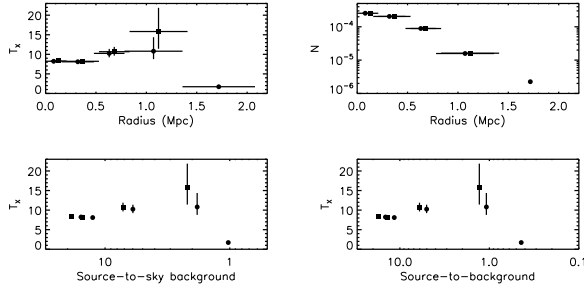 20
15
10
5
0
Tx
0.0 0.5 1.0 1.5 2.0
Radius (Mpc)
10⁻⁴
10⁻⁵
10⁻⁶
N
0.0 0.5 1.0 1.5 2.0
Radius (Mpc)
20
15
10
5
0
Tx
10 1
Source-to-sky background
20
15
10
5
0
Tx
10.0 1.0 0.1
Source-to-background